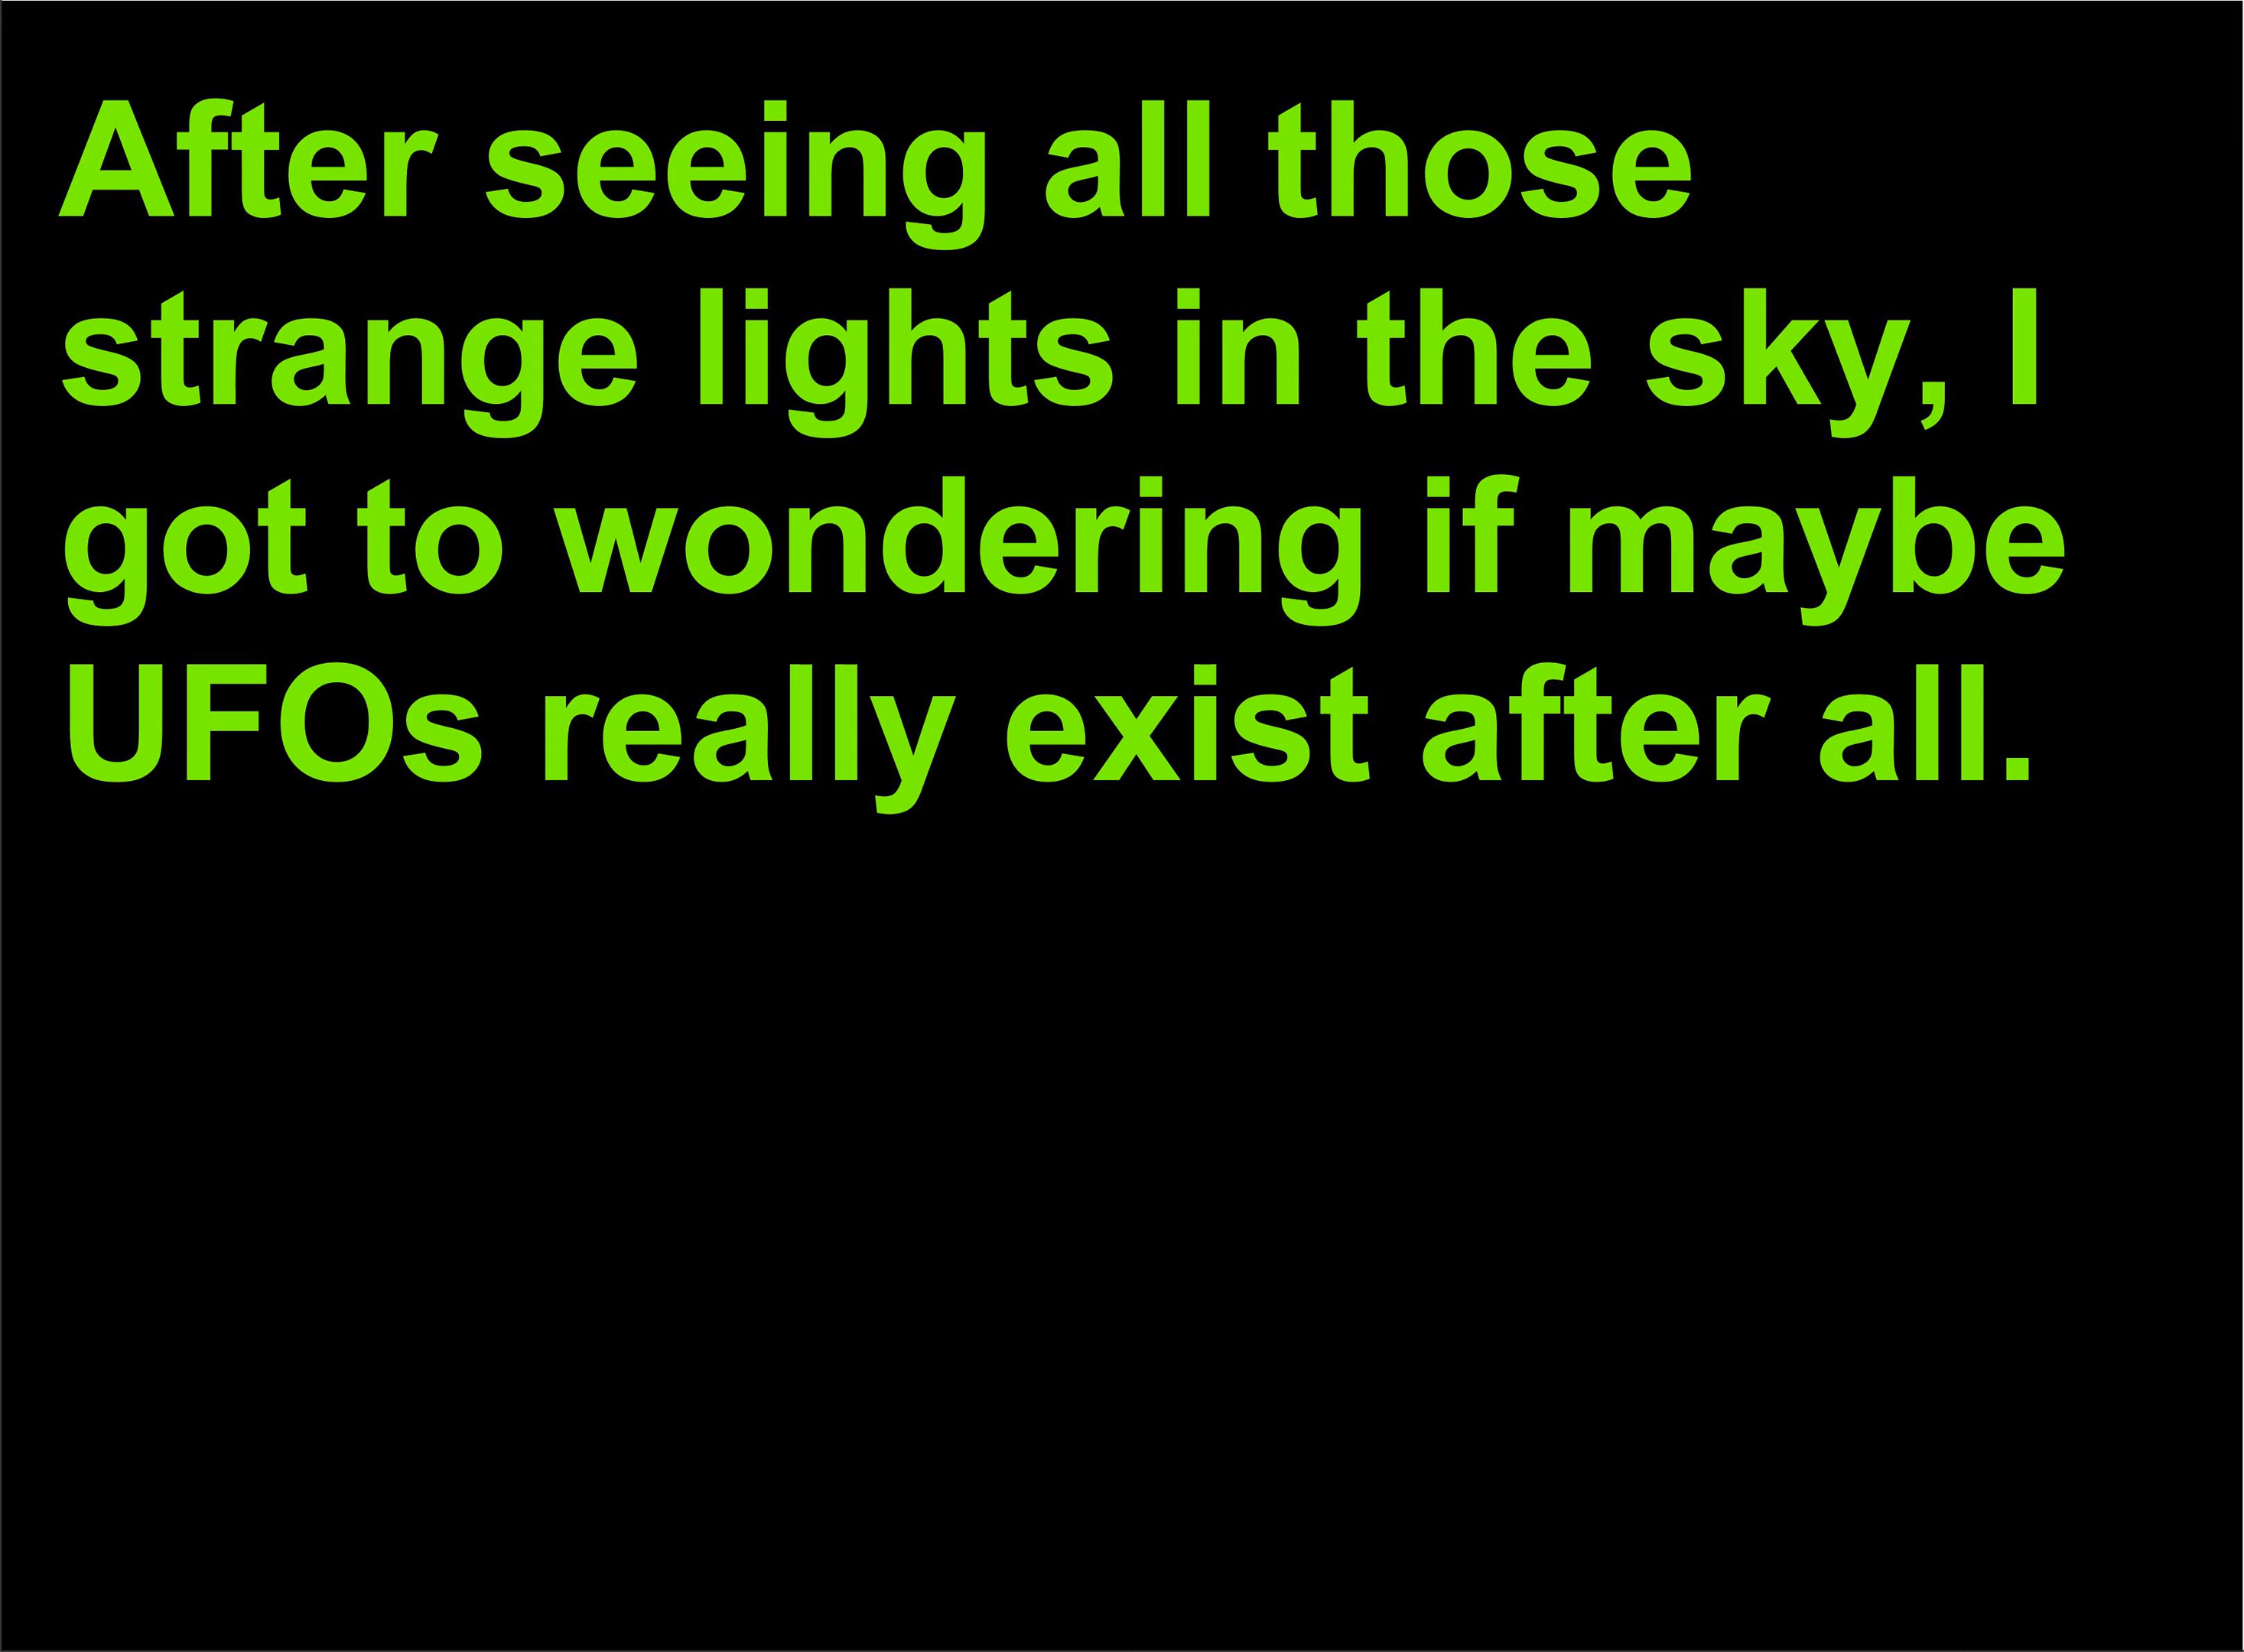 After seeing all those
strange lights in the sky, I
got to wondering if maybe
UFOs really exist after all.